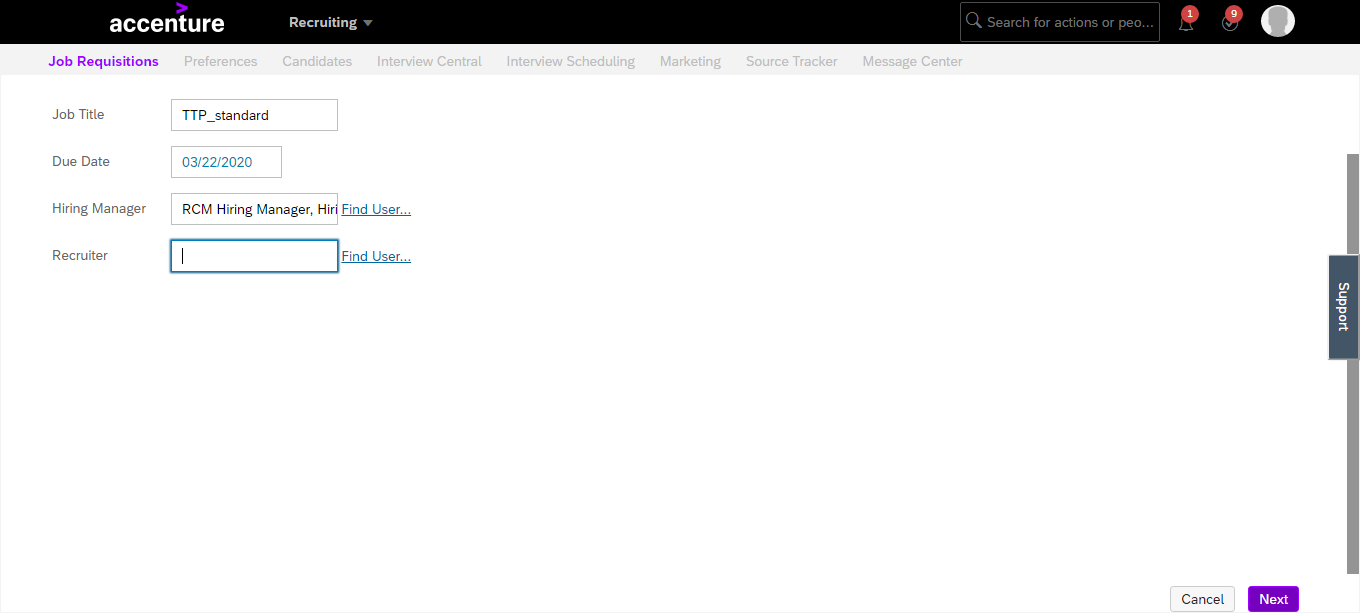 accenture
Recruiting
Search for actions or peo...
1
9
Job Requisitions Preferences Candidates Interview Central Interview Scheduling Marketing Source Tracker Message Center
Job Title TTP_standard
Due Date 03/22/2020
Hiring Manager RCM Hiring Manager, Hiri Find User...
Recruiter Find User...
Support
Cancel Next